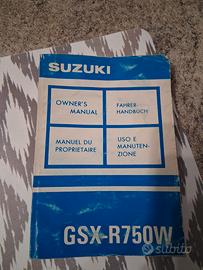 SUZUKI
OWNER'S
MANUAL
FAHRER-
HANDBUCH
MANUEL DU
PROPRIETAIRE
USO E
MANUTEN-
ZIONE
GSX-R750W
subito